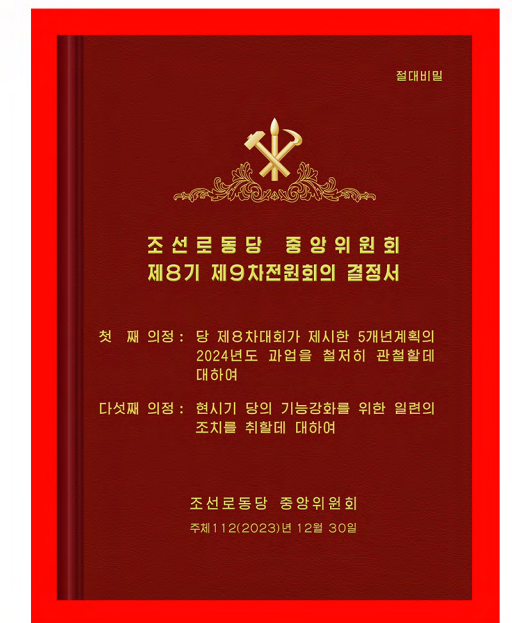 절대비밀
조선로동당 중앙위원회
제8기 제9차전원회의 결정서
첫 째 의정: 당 제8차대회가 제시한 5개년계획의
2024년도 과업을 철저히 관철할데
대하여
다섯째 의정: 현시기 당의 기능강화를 위한 일련의
조치를 취할데 대하여
조선로동당 중앙위원회
주체112(2023)년 12월 30일